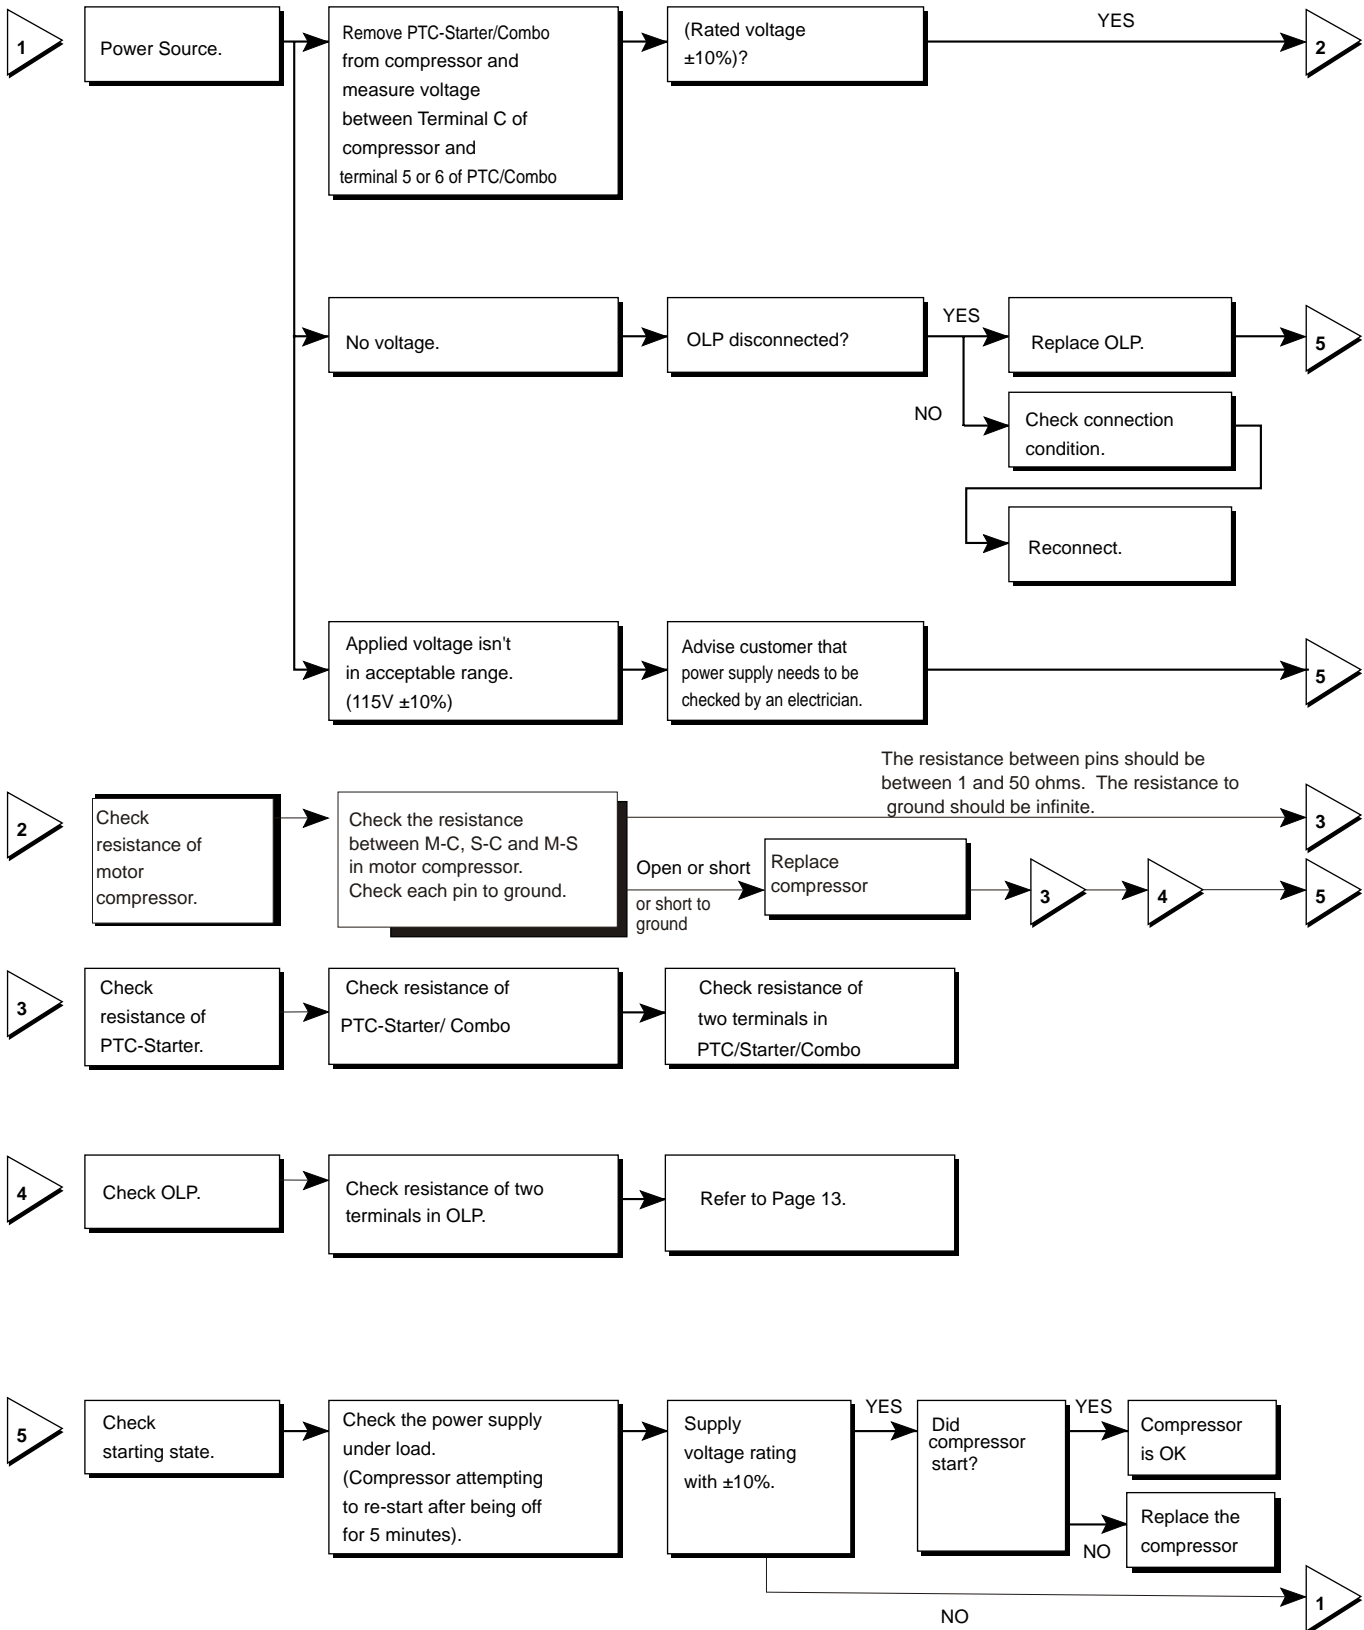 1
Power Source.
Remove PTC-Starter/Combo
from compressor and
measure voltage
between Terminal C of
compressor and
terminal 5 or 6 of PTC/Combo
(Rated voltage
±10%)?
YES
2
No voltage.
OLP disconnected?
YES
Replace OLP.
5
NO
Check connection
condition.
Reconnect.
Applied voltage isn't
in acceptable range.
(115V ±10%)
Advise customer that
power supply needs to be
checked by an electrician.
5
2
Check
resistance of
motor
compressor.
Check the resistance
between M-C, S-C and M-S
in motor compressor.
Check each pin to ground.
The resistance between pins should be
between 1 and 50 ohms. The resistance to
ground should be infinite.
3
Open or short
or short to
ground
Replace
compressor
3
4
5
3
Check
resistance of
PTC-Starter.
Check resistance of
PTC-Starter/ Combo
Check resistance of
two terminals in
PTC/Starter/Combo
4
Check OLP.
Check resistance of two
terminals in OLP.
Refer to Page 13.
5
Check
starting state.
Check the power supply
under load.
(Compressor attempting
to re-start after being off
for 5 minutes).
Supply
voltage rating
with ±10%.
YES
Did
compressor
start?
YES
Compressor
is OK
NO
Replace the
compressor
NO
1